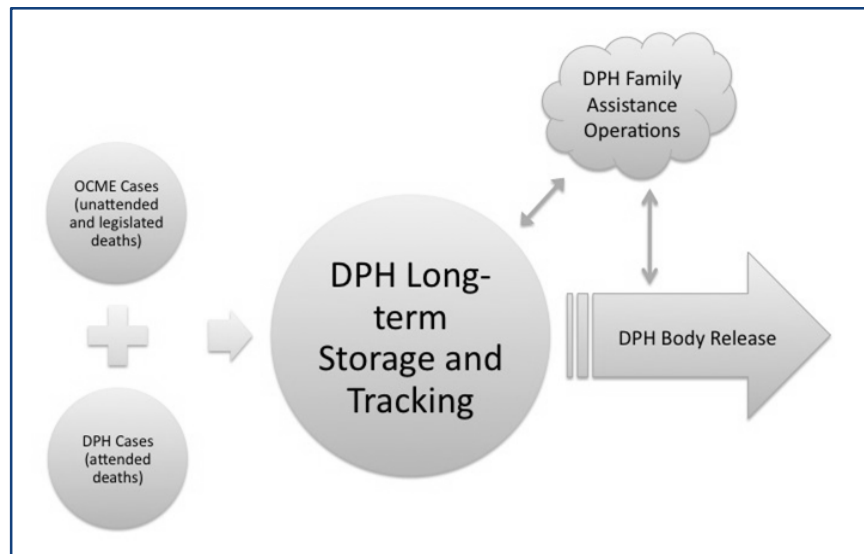 DPH Family
Assistance
Operations
OCME Cases
(unattended
and legislated
deaths)
DPH Long-
term
Storage and
Tracking
DPH Body Release
DPH Cases
(attended
deaths)